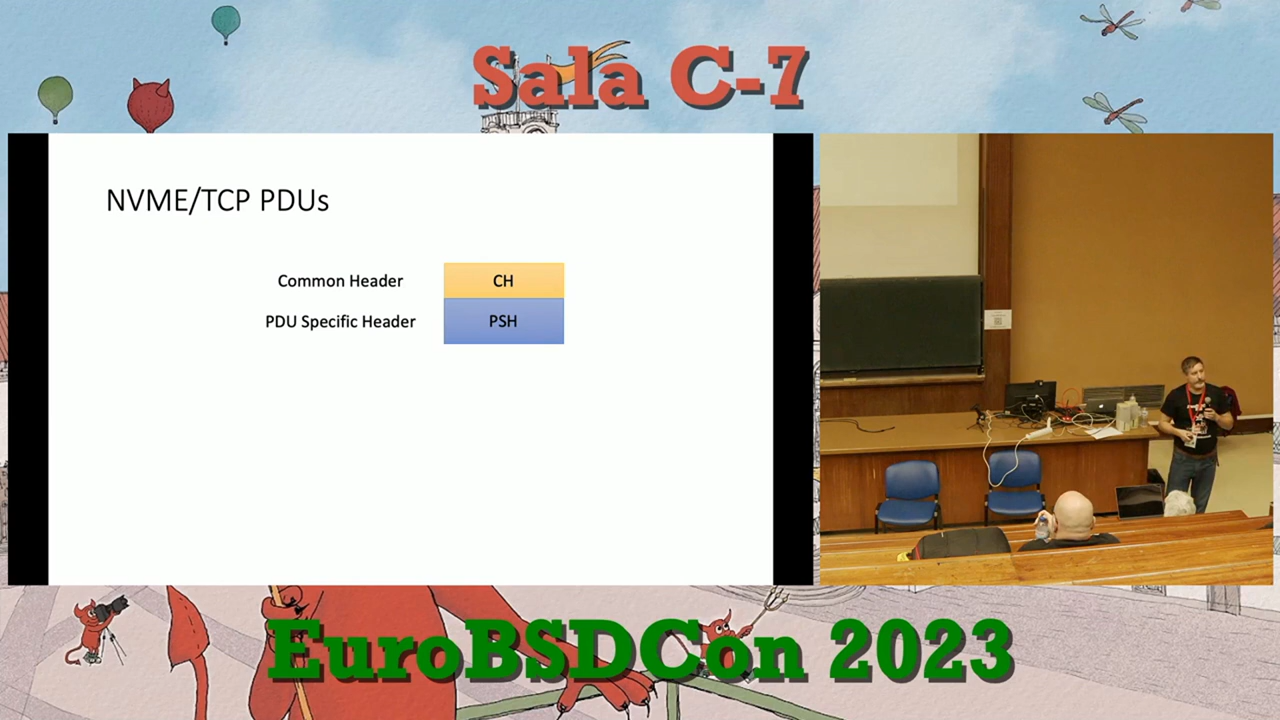 Sala C-7
NVME/TCP PDUs
Common Header CH
PDU Specific Header PSH
EuroBSDCon 2023